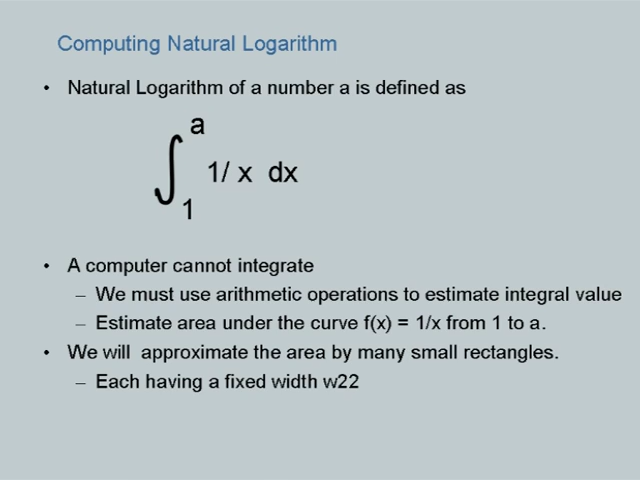 Computing Natural Logarithm
• Natural Logarithm of a number a is defined as
a
∫ 1/ x dx
1
• A computer cannot integrate
– We must use arithmetic operations to estimate integral value
– Estimate area under the curve f(x) = 1/x from 1 to a.
• We will approximate the area by many small rectangles.
– Each having a fixed width w22